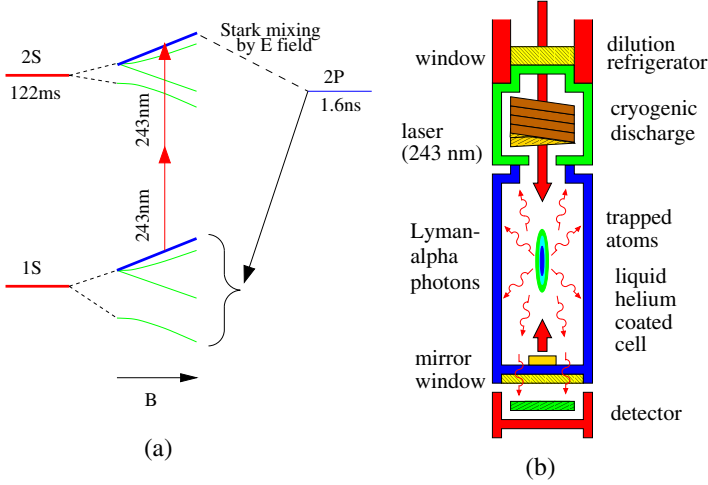 Stark mixing
by E field
2S
122ms
2P
1.6ns
243nm
243nm
1S
B
(a)
window
dilution
refrigerator
cryogenic
discharge
laser
(243 nm)
Lyman-
alpha
photons
trapped
atoms
liquid
helium
coated
cell
mirror
window
detector
(b)